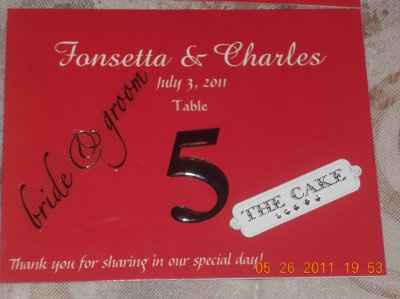 Fonsetta & Charles
July 3, 2011
Table
5
bride @ groom
THE CAKE
Thank you for sharing in our special day!
05 26 2011 19 53